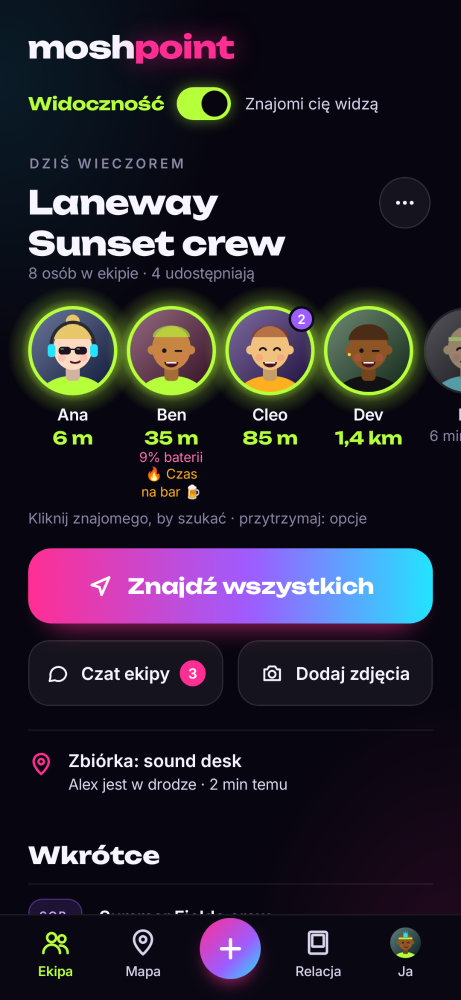 moshpoint
Widoczność
Znajomi cię widzą
DZIŚ WIECZOREM
Laneway
Sunset crew
8 osób w ekipie · 4 udostępniają
2
Ana
Ben
Cleo
Dev
6 m
35 m
85 m
1,4 km
6 min
9% baterii
🔥 Czas
na bar 🍺
Kliknij znajomego, by szukać · przytrzymaj: opcje
Znajdź wszystkich
Czat ekipy 3
Dodaj zdjęcia
Zbiórka: sound desk
Alex jest w drodze · 2 min temu
Wkrótce
Ekipa
Mapa
Relacja
Ja